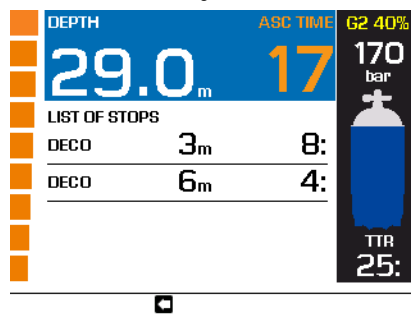 DEPTH ASC TIME G2 40%
29.0m 17 170
bar
LIST OF STOPS
DECO 3m 8:
DECO 6m 4:
TTR
25: